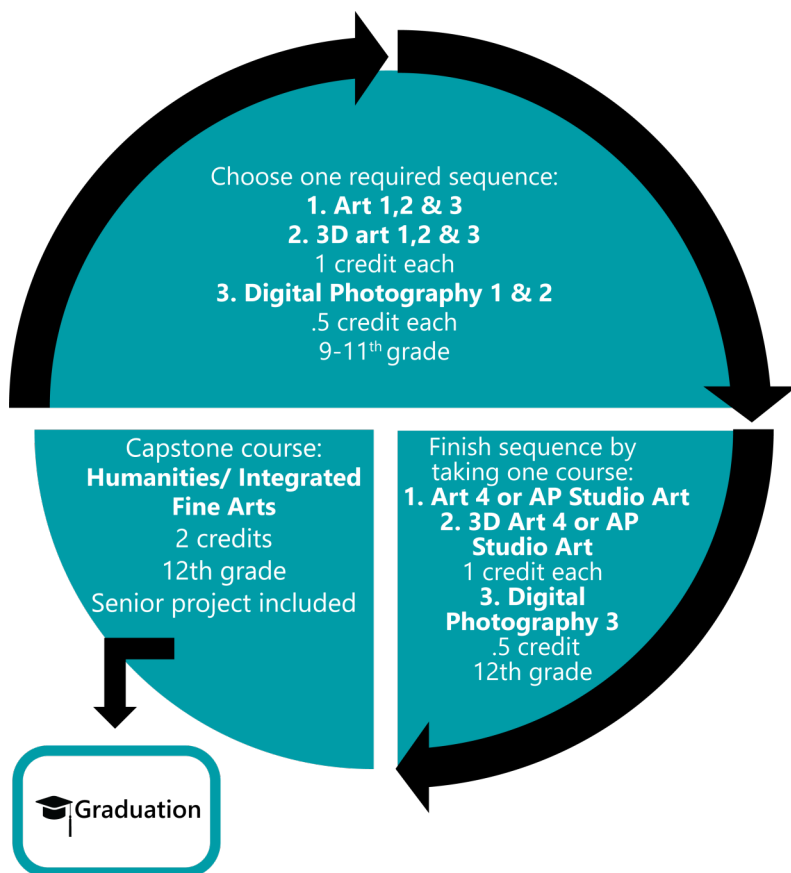 Choose one required sequence:
1. Art 1,2 & 3
2. 3D art 1,2 & 3
1 credit each
3. Digital Photography 1 & 2
.5 credit each
9-11th grade
Finish sequence by
taking one course:
1. Art 4 or AP Studio Art
2. 3D Art 4 or AP
Studio Art
1 credit each
3. Digital
Photography 3
.5 credit
12th grade
Capstone course:
Humanities/ Integrated
Fine Arts
2 credits
12th grade
Senior project included
Graduation